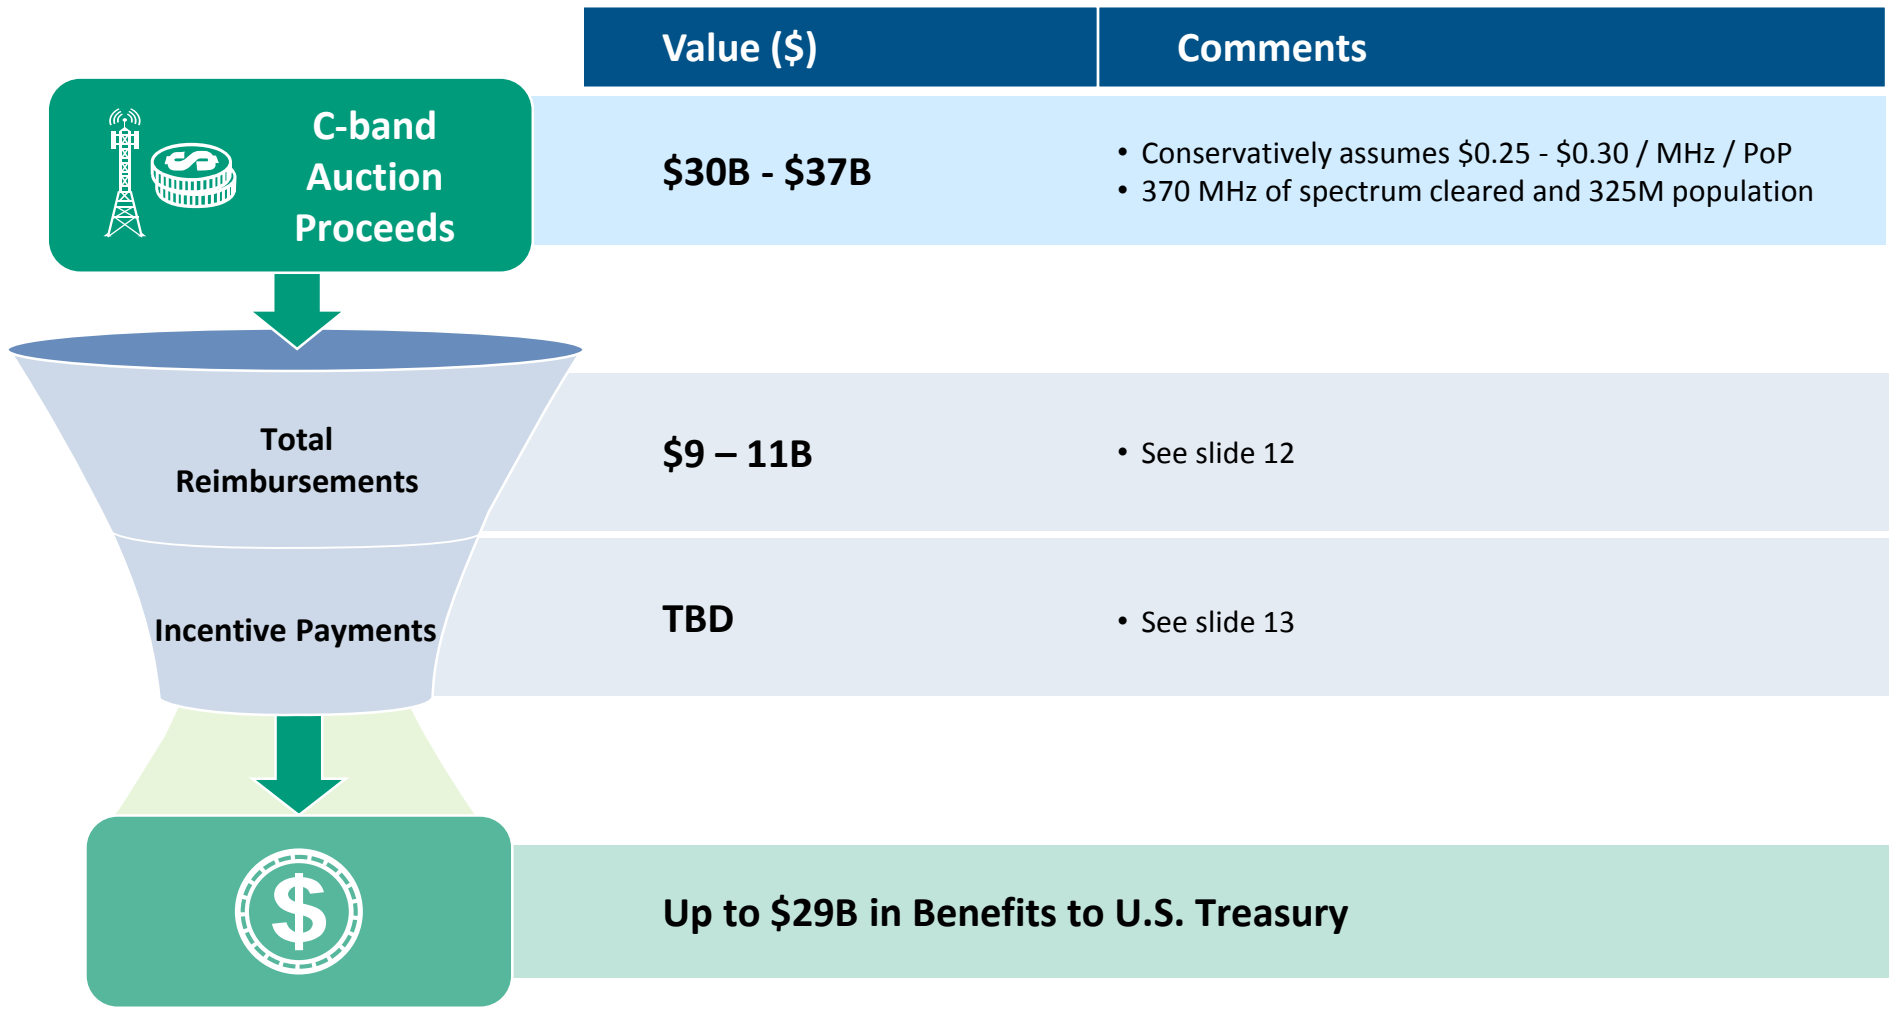 Value ($)
Comments
C-band
Auction
Proceeds
$30B - $37B
• Conservatively assumes $0.25 - $0.30 / MHz / PoP
• 370 MHz of spectrum cleared and 325M population
Total
Reimbursements
$9 – 11B
• See slide 12
Incentive Payments
TBD
• See slide 13
$
Up to $29B in Benefits to U.S. Treasury